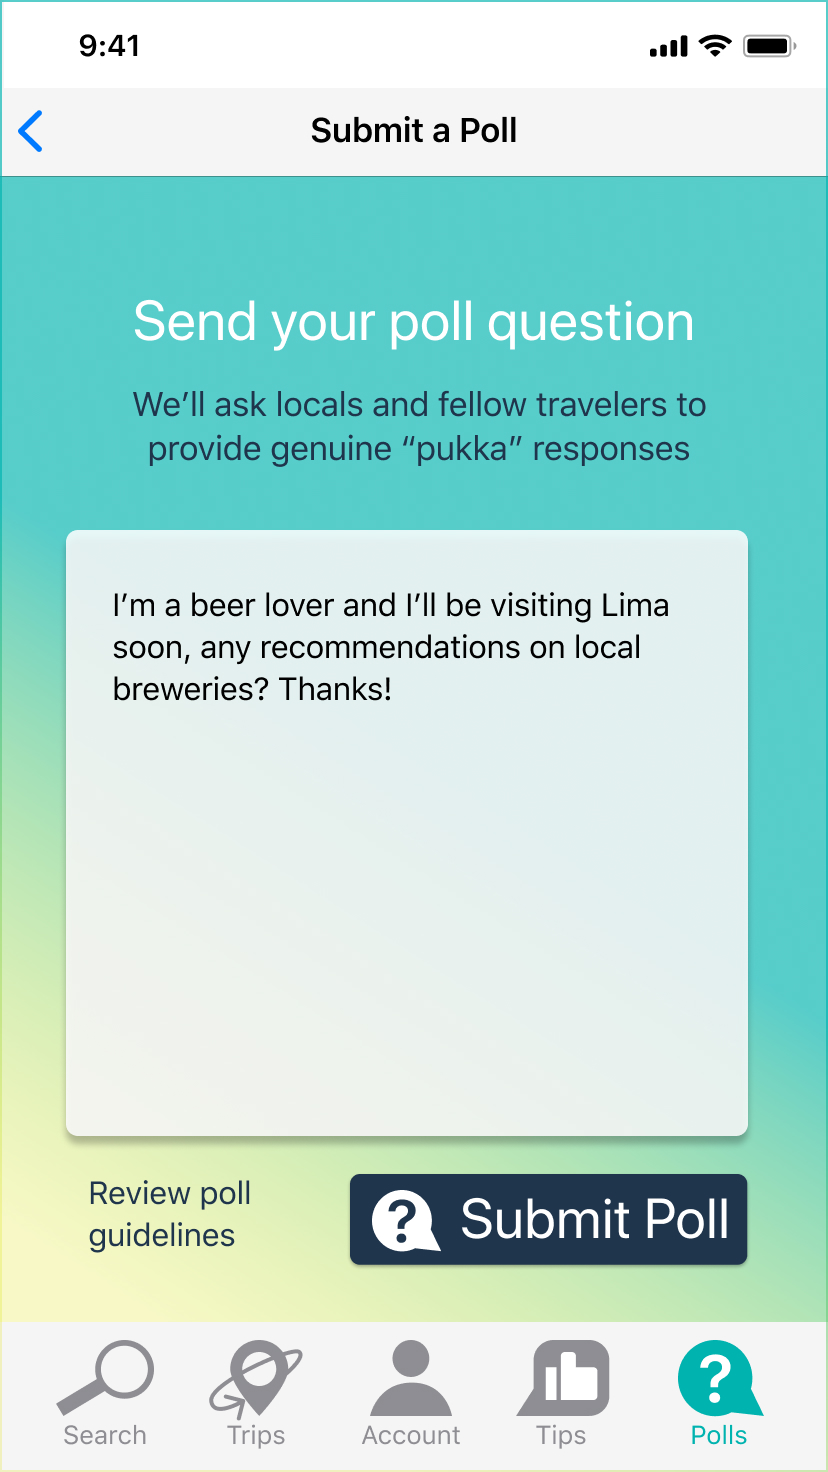 9:41
Submit a Poll
Send your poll question
We’ll ask locals and fellow travelers to
provide genuine “pukka” responses
I’m a beer lover and I’ll be visiting Lima
soon, any recommendations on local
breweries? Thanks!
Review poll
guidelines
? Submit Poll
Search
Trips
Account
Tips
?
Polls